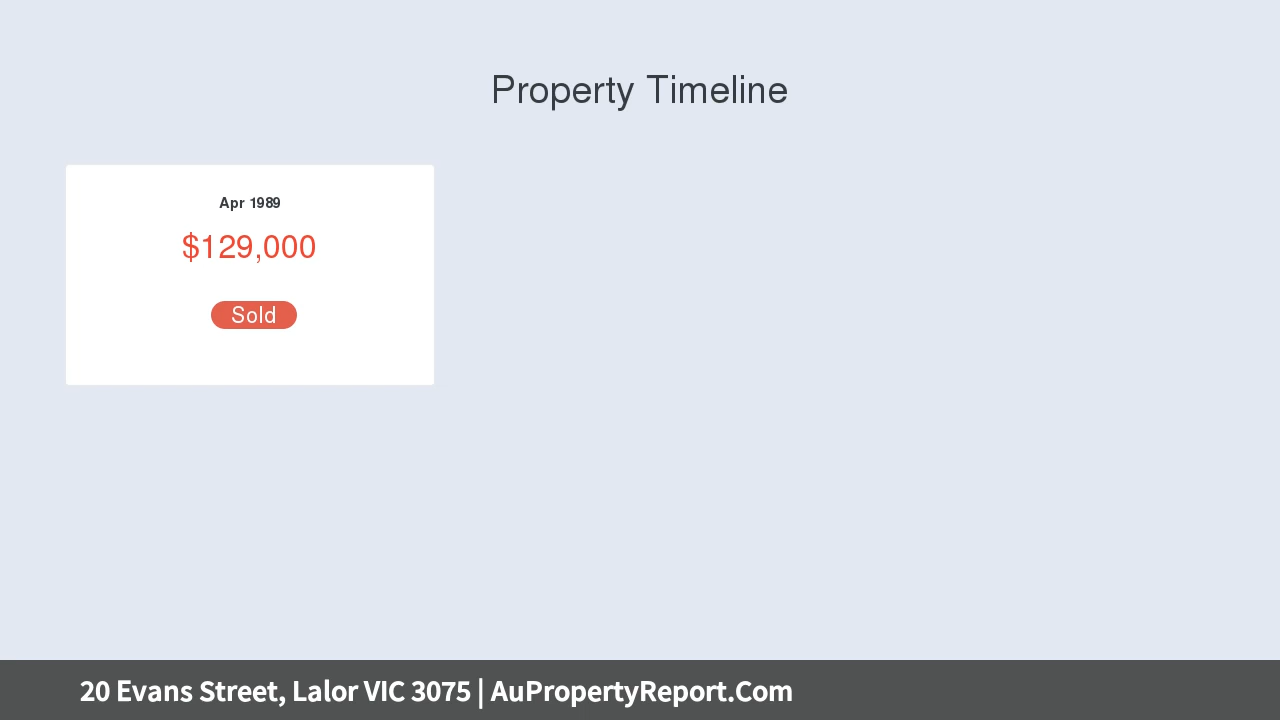 Property Timeline
Apr 1989
$129,000
Sold
20 Evans Street, Lalor VIC 3075 | AuPropertyReport.Com